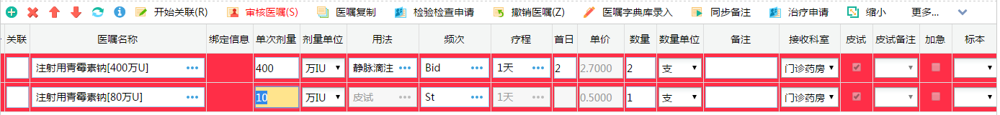 开始关联(R) 审核医嘱(S) 医嘱复制 检验检查申请 撤销医嘱(Z) 医嘱字典库录入 同步备注 治疗申请 缩小 更多...
关联 医嘱名称 绑定信息 单次剂量 剂量单位 用法 频次 疗程 首日 单价 数量 数量单位 备注 接收科室 皮试 皮试备注 加急 标本
注射用青霉素钠[400万U] ••• 400 万IU 静脉滴注 ••• Bid ••• 1天 ••• 2 2.7000 2 支 门诊药房
注射用青霉素钠[80万U] ••• 10 万IU 皮试 ••• St ••• 1天 ••• 0.5000 1 支 门诊药房